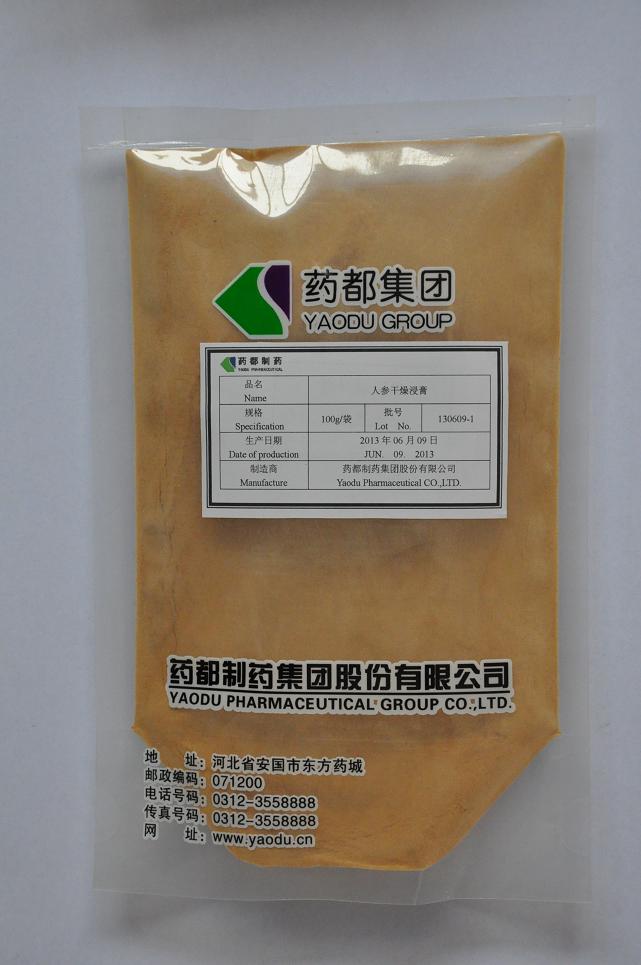 药都集团
YAODU GROUP
药都制药
YAODU PHARMACEUTICAL
品名 人参干燥浸膏
Name
规格 100g/袋 批号 130609-1
Specification Lot No.
生产日期 2013 年 06 月 09 日
Date of production JUN. 09. 2013
制造商 药都制药集团股份有限公司
Manufacture Yaodu Pharmaceutical CO.,LTD.
药都制药集团股份有限公司
YAODU PHARMACEUTICAL GROUP CO.,LTD.
地 址：河北省安国市东方药城
邮政编码：071200
电话号码：0312-3558888
传真号码：0312-3558888
网 址：www.yaodu.cn